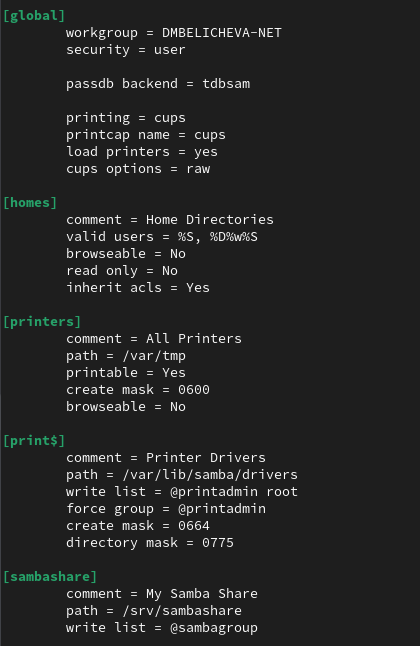 [global]
workgroup = DMBELICHEVA-NET
security = user
passdb backend = tdbsam
printing = cups
printcap name = cups
load printers = yes
cups options = raw
[homes]
comment = Home Directories
valid users = %S, %D%w%S
browseable = No
read only = No
inherit acls = Yes
[printers]
comment = All Printers
path = /var/tmp
printable = Yes
create mask = 0600
browseable = No
[print$]
comment = Printer Drivers
path = /var/lib/samba/drivers
write list = @printadmin root
force group = @printadmin
create mask = 0664
directory mask = 0775
[sambashare]
comment = My Samba Share
path = /srv/sambashare
write list = @sambagroup